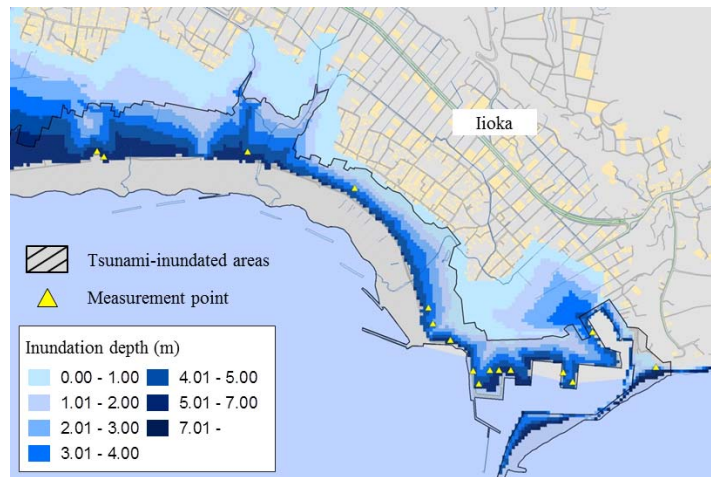 Iioka
Tsunami-inundated areas
Measurement point
Inundation depth (m)
0.00 - 1.00
4.01 - 5.00
1.01 - 2.00
5.01 - 7.00
2.01 - 3.00
7.01 -
3.01 - 4.00